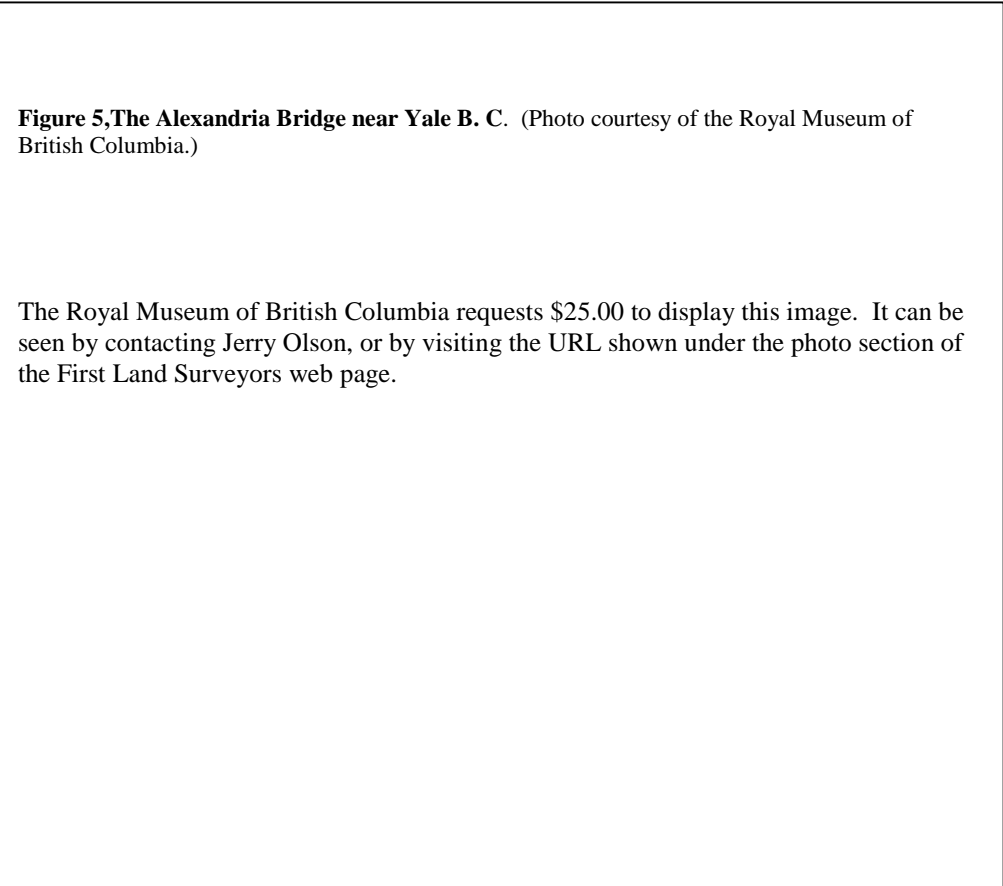 Figure 5,The Alexandria Bridge near Yale B. C.  (Photo courtesy of the Royal Museum of
British Columbia.)
The Royal Museum of British Columbia requests $25.00 to display this image.  It can be
seen by contacting Jerry Olson, or by visiting the URL shown under the photo section of
the First Land Surveyors web page.